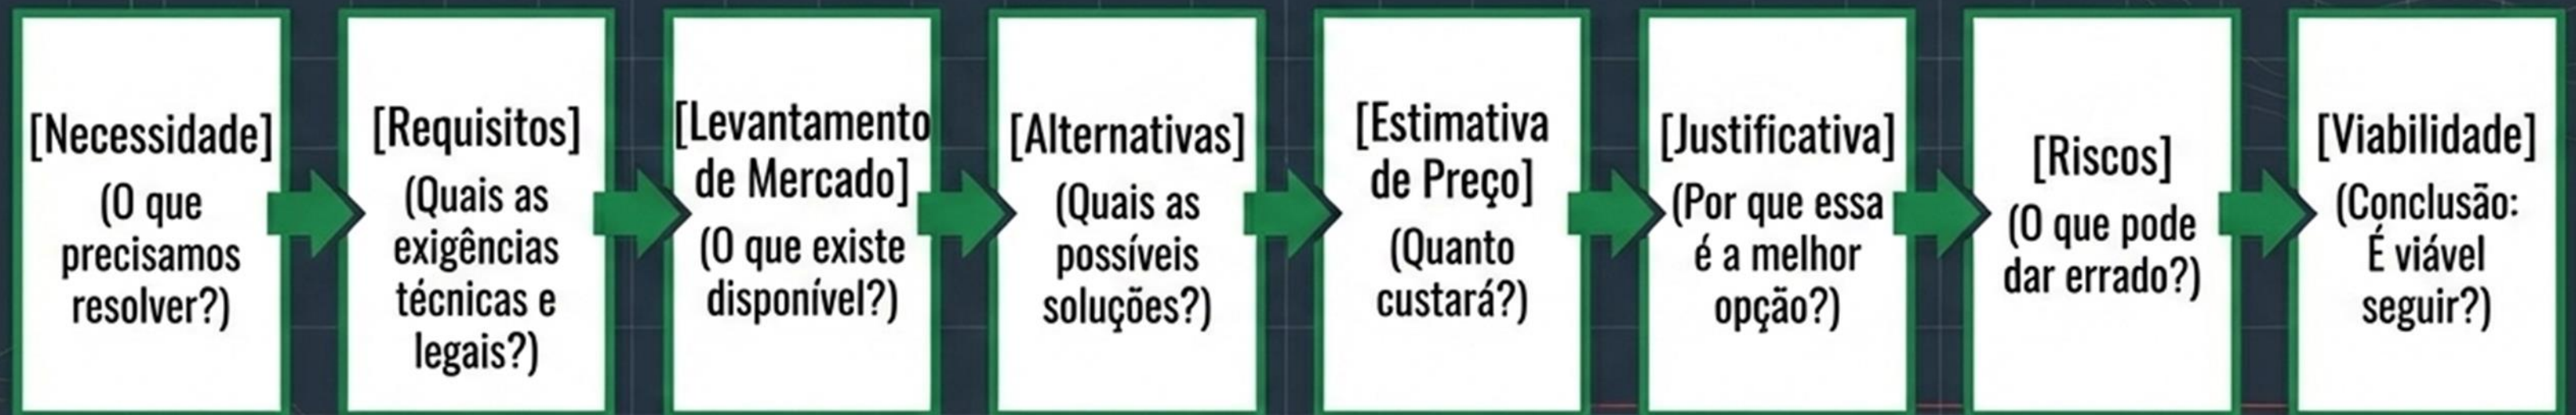 [Necessidade]
(O que
precisamos
resolver?)
[Requisitos]
(Quais as
exigências
técnicas e
legais?)
[Levantamento
de Mercado]
(O que existe
disponível?)
[Alternativas]
(Quais as
possíveis
soluções?)
[Estimativa
de Preço]
(Quanto
custará?)
[Justificativa]
(Por que essa
é a melhor
opção?)
[Riscos]
(O que pode
dar errado?)
[Viabilidade]
(Conclusão:
É viável
seguir?)